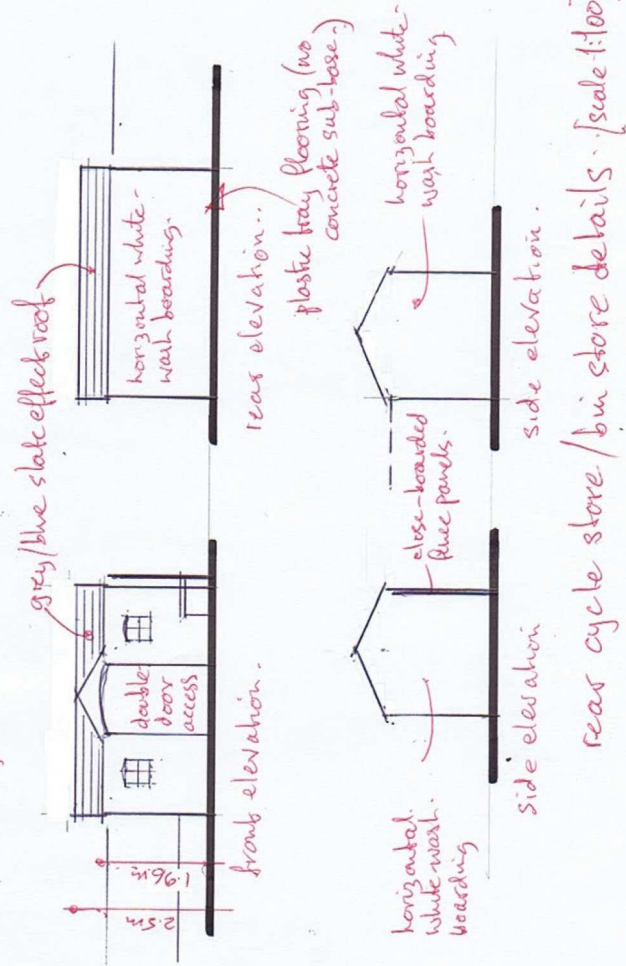 grey/blue slate effect roof
double
door
access
front elevation.
2.5m
1.96m
horizontal white-
wash boarding.
rear elevation..
plastic tray flooring (no
concrete sub-base.)
horizontal.
white-wash.
boarding
side elevation
close-boarded
fence panels.
horizontal white-
wash boarding
side elevation.
rear cycle store/bin store details. [scale 1:100